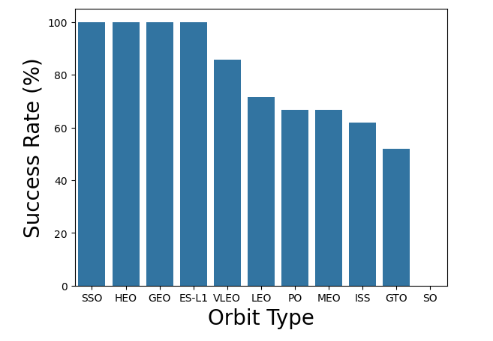 100
80
60
40
20
0
Success Rate (%)
SSO HEO GEO ES-L1 VLEO LEO PO MEO ISS GTO SO
Orbit Type